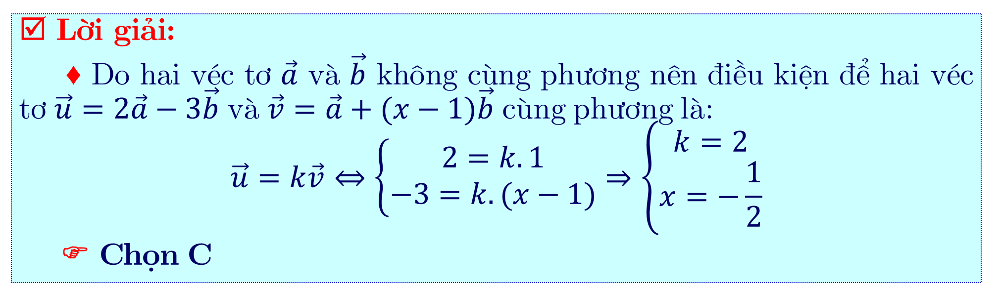 ☑ Lời giải:
♦ Do hai véc tơ $\vec{a}$ và $\vec{b}$ không cùng phương nên điều kiện để hai véc
tơ $\vec{u} = 2\vec{a} - 3\vec{b}$ và $\vec{v} = \vec{a} + (x - 1)\vec{b}$ cùng phương là:
$\vec{u} = k\vec{v} \Leftrightarrow \begin{cases} 2 = k.1 \\ -3 = k.(x - 1) \end{cases} \Rightarrow \begin{cases} k = 2 \\ x = -\frac{1}{2} \end{cases}$
☞ Chọn C